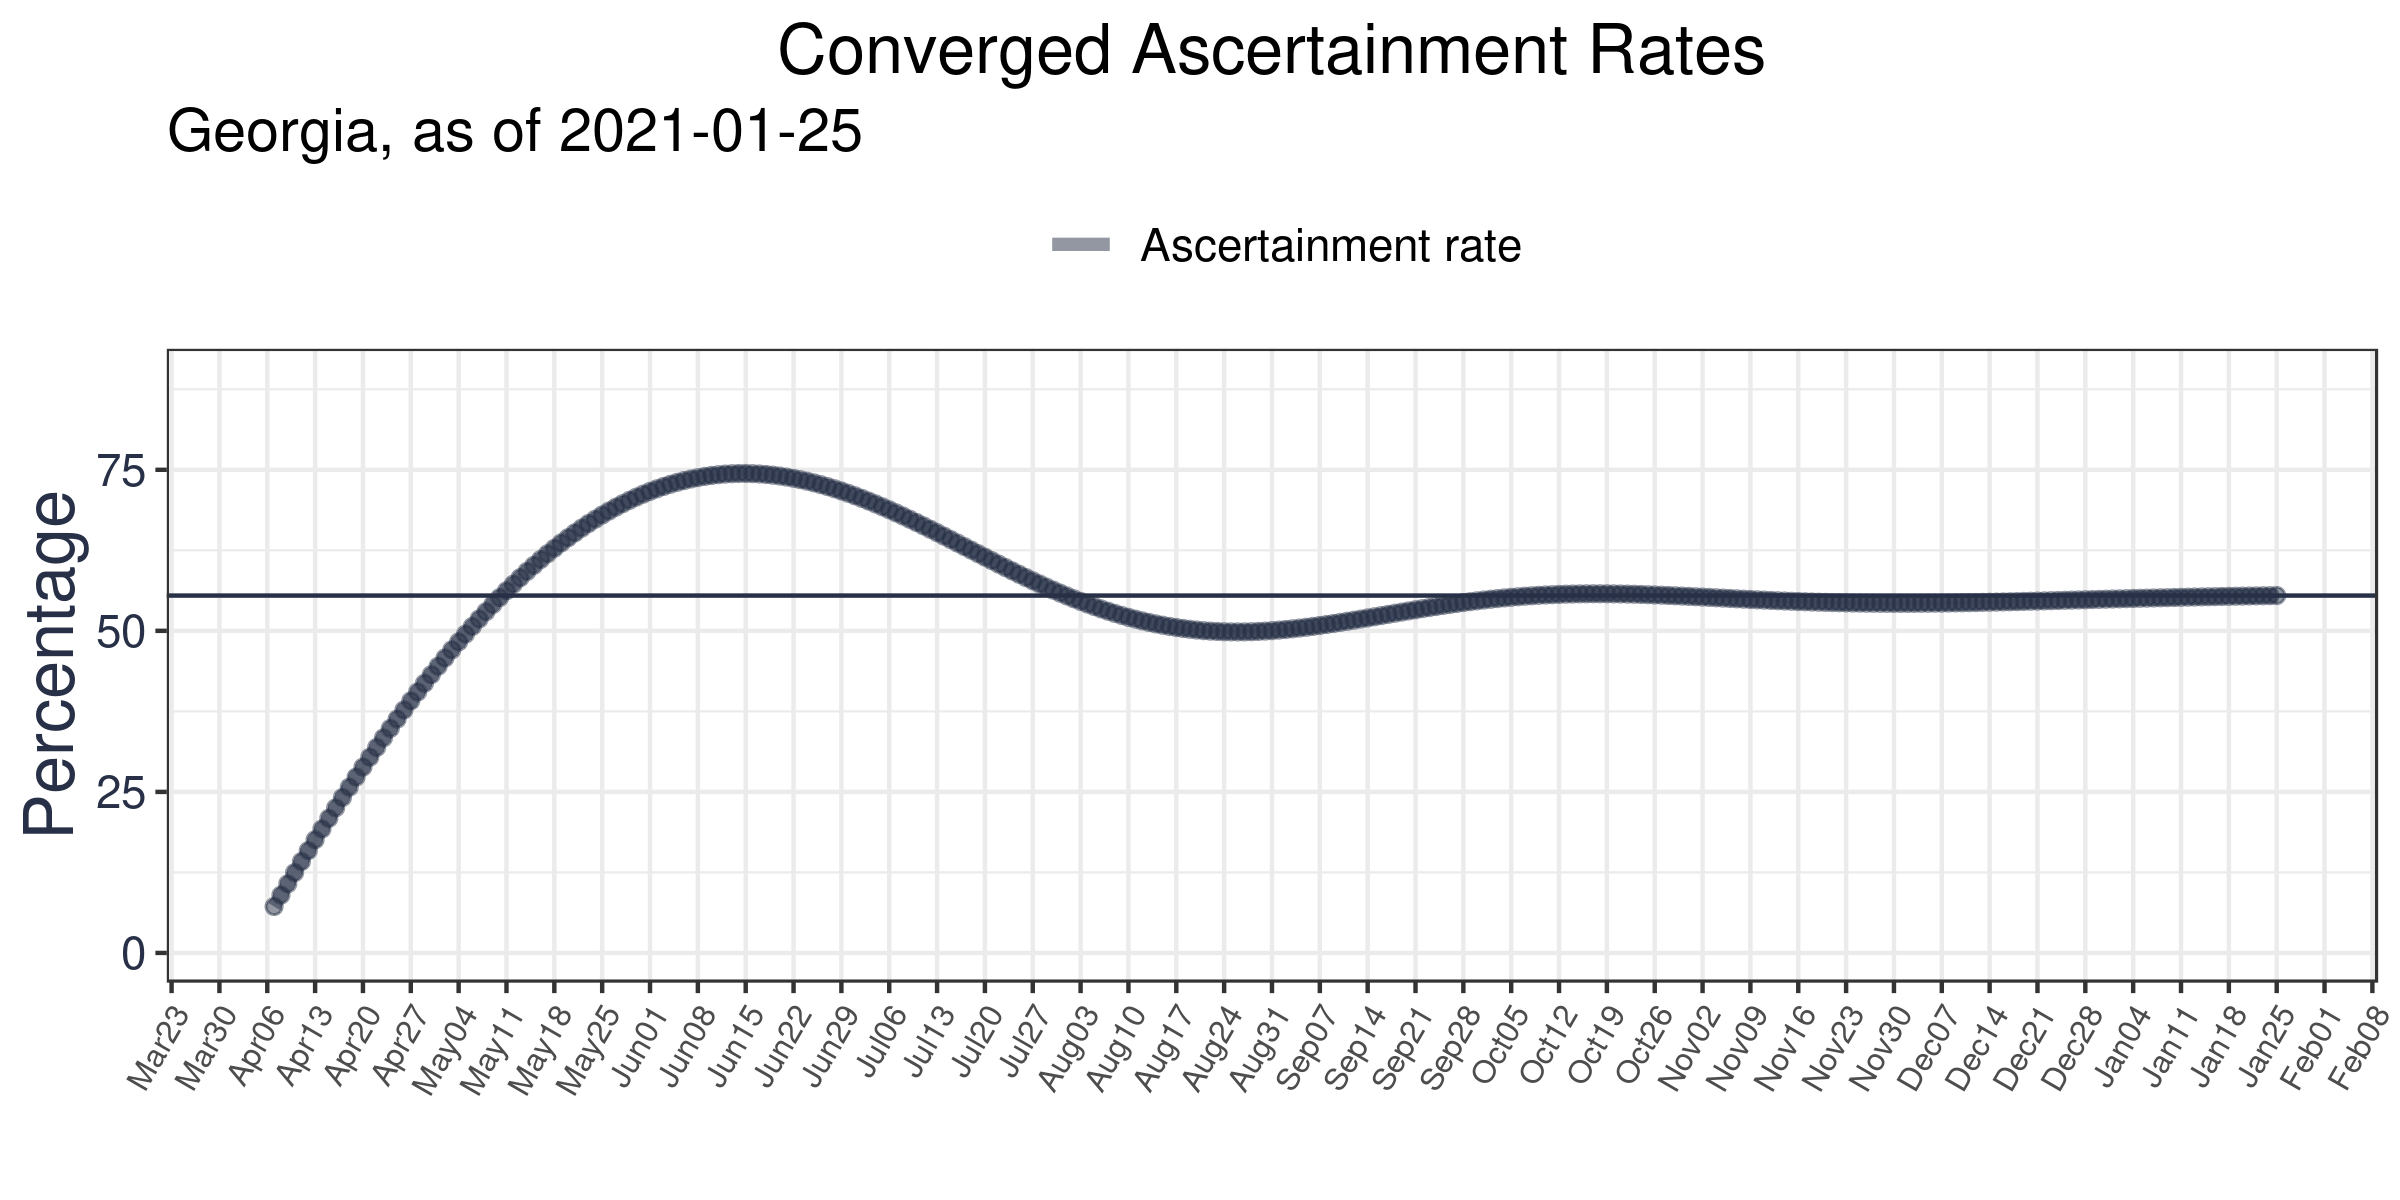 Converged Ascertainment Rates
Georgia, as of 2021-01-25
Ascertainment rate
Percentage
75
50
25
0
Mar23 Mar30 Apr06 Apr13 Apr20 Apr27 May04 May11 May18 May25 Jun01 Jun08 Jun15 Jun22 Jun29 Jul06 Jul13 Jul20 Jul27 Aug03 Aug10 Aug17 Aug24 Aug31 Sep07 Sep14 Sep21 Sep28 Oct05 Oct12 Oct19 Oct26 Nov02 Nov09 Nov16 Nov23 Nov30 Dec07 Dec14 Dec21 Dec28 Jan04 Jan11 Jan18 Jan25 Feb01 Feb08